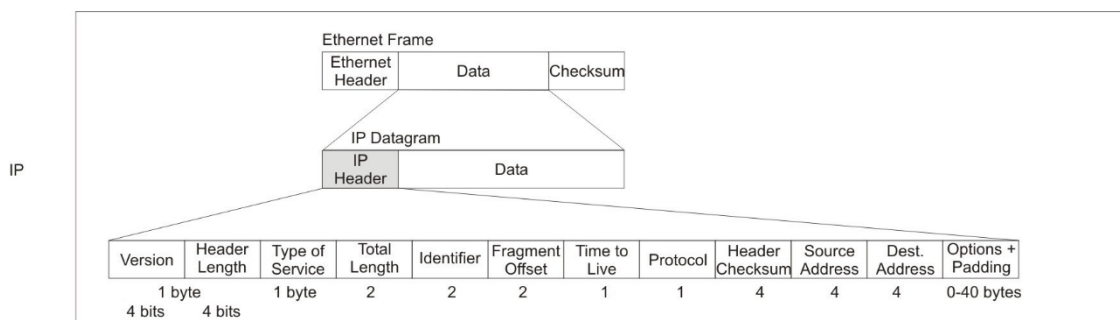 Ethernet Frame
Ethernet
Header
Data
Checksum
IP Datagram
IP
IP
Header
Data
Version
Header
Length
Type of
Service
Total
Length
Identifier
Fragment
Offset
Time to
Live
Protocol
Header
Checksum
Source
Address
Dest.
Address
Options +
Padding
1 byte
1 byte
2
2
2
1
1
4
4
4
0-40 bytes
4 bits
4 bits